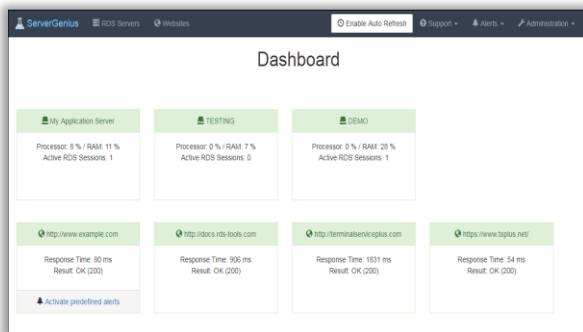 ServerGenius RDS Servers Websites Enable Auto Refresh Support Alerts Administration
Dashboard
My Application Server
Processor: 8 % / RAM: 11 %
Active RDS Sessions: 1
TESTING
Processor: 0 % / RAM: 7 %
Active RDS Sessions: 0
DEMO
Processor: 0 % / RAM: 28 %
Active RDS Sessions: 1
http://www.example.com
Response Time: 80 ms
Result: OK (200)
Activate predefined alerts
http://docs.rds-tools.com
Response Time: 906 ms
Result: OK (200)
http://terminalserviceplus.com
Response Time: 1831 ms
Result: OK (200)
https://www.tsplus.net/
Response Time: 54 ms
Result: OK (200)